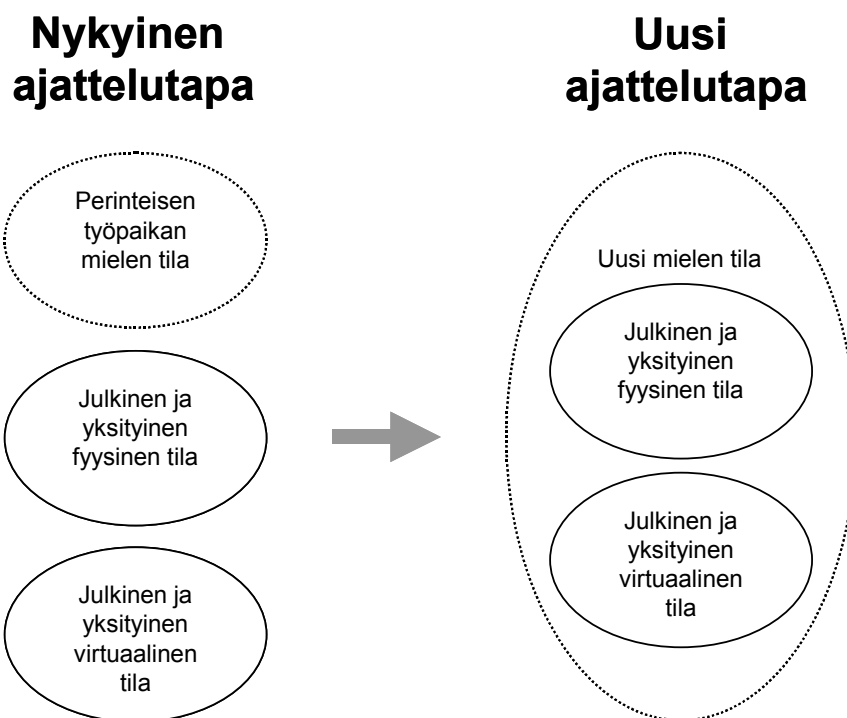 Nykyinen
ajattelutapa
Perinteisen
työpaikan
mielen tila
Julkinen ja
yksityinen
fyysinen tila
Julkinen ja
yksityinen
virtuaalinen
tila
Uusi
ajattelutapa
Uusi mielen tila
Julkinen ja
yksityinen
fyysinen tila
Julkinen ja
yksityinen
virtuaalinen
tila